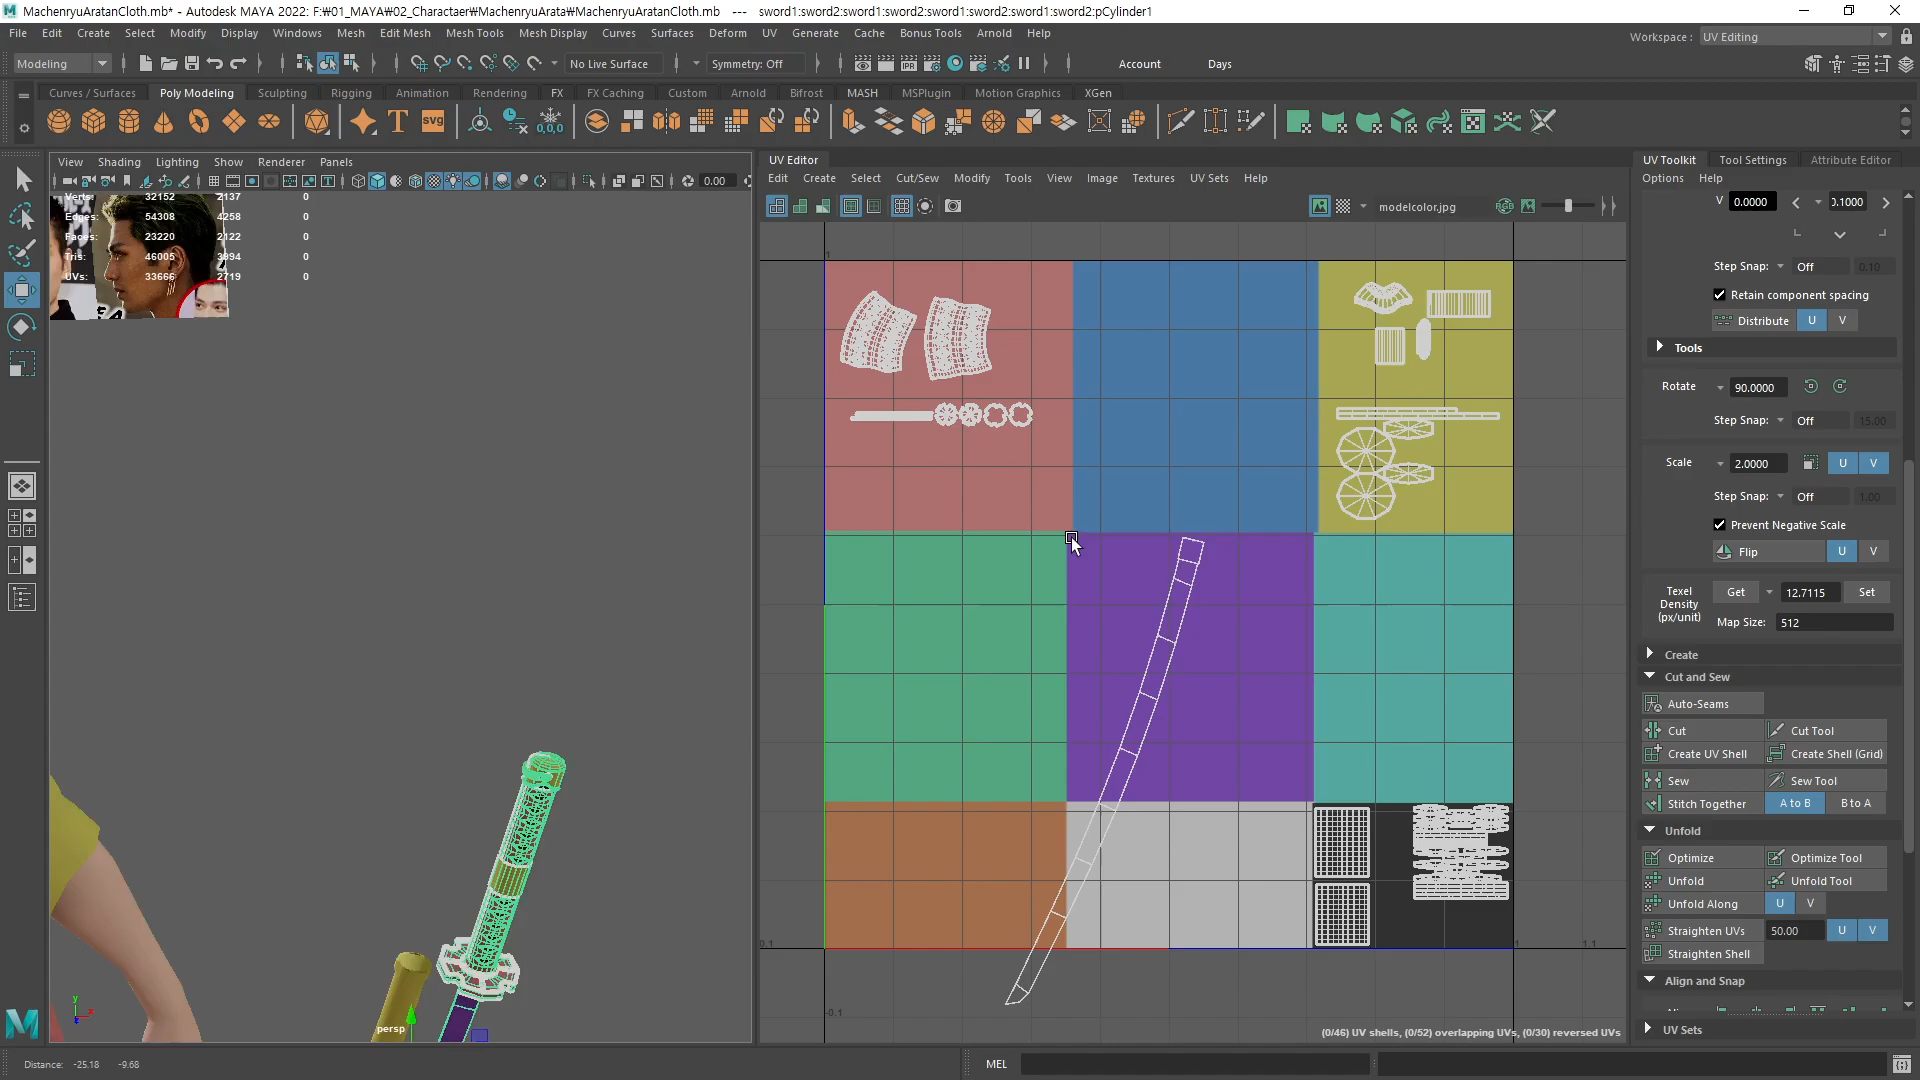 MachenryuAratanCloth.mb* - Autodesk MAYA 2022: F:₩01_MAYA₩02_Charactaer₩MachenryuArata₩MachenryuAratanCloth.mb --- sword1:sword2:sword1:sword2:sword1:sword2:sword1:sword2:pCylinder1
File Edit Create Select Modify Display Windows Mesh Edit Mesh Mesh Tools Mesh Display Curves Surfaces Deform UV Generate Cache Bonus Tools Arnold Help
Workspace : UV Editing
Modeling No Live Surface Symmetry: Off Account Days
Curves / Surfaces Poly Modeling Sculpting Rigging Animation Rendering FX FX Caching Custom Arnold Bifrost MASH MSPlugin Motion Graphics XGen
View Shading Lighting Show Renderer Panels
0.00
Verts: 32152 2137 0
Edges: 54308 4258 0
Faces: 23220 2122 0
Tris: 46005 3994 0
UVs: 33666 2719 0
persp
UV Editor
Edit Create Select Cut/Sew Modify Tools View Image Textures UV Sets Help
modelcolor.jpg
(0/46) UV shells, (0/52) overlapping UVs, (0/30) reversed UVs
UV Toolkit Tool Settings Attribute Editor
Options Help
V 0.0000 0.1000
Step Snap: Off 0.10
Retain component spacing
Distribute U V
Tools
Rotate 90.0000
Step Snap: Off 15.00
Scale 2.0000 U V
Step Snap: Off 1.00
Prevent Negative Scale
Flip U V
Texel Density (px/unit) Get 12.7115 Set
Map Size: 512
Create
Cut and Sew
Auto-Seams
Cut Cut Tool
Create UV Shell Create Shell (Grid)
Sew Sew Tool
Stitch Together A to B B to A
Unfold
Optimize Optimize Tool
Unfold Unfold Tool
Unfold Along U V
Straighten UVs 50.00 U V
Straighten Shell
Align and Snap
UV Sets
Distance: -25.18 -9.68
MEL